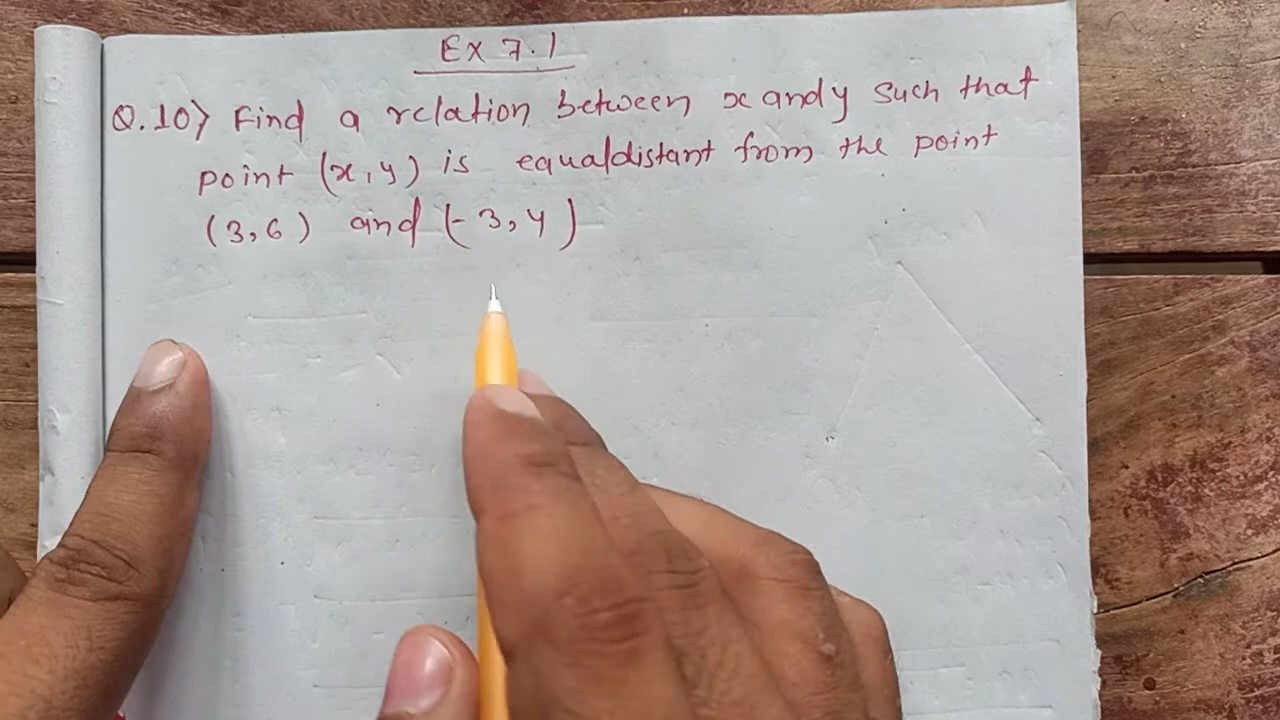 Ex 7.1
Q.10) Find a relation between x and y such that
point (x,y) is equaldistant from the point
(3,6) and (-3,4)